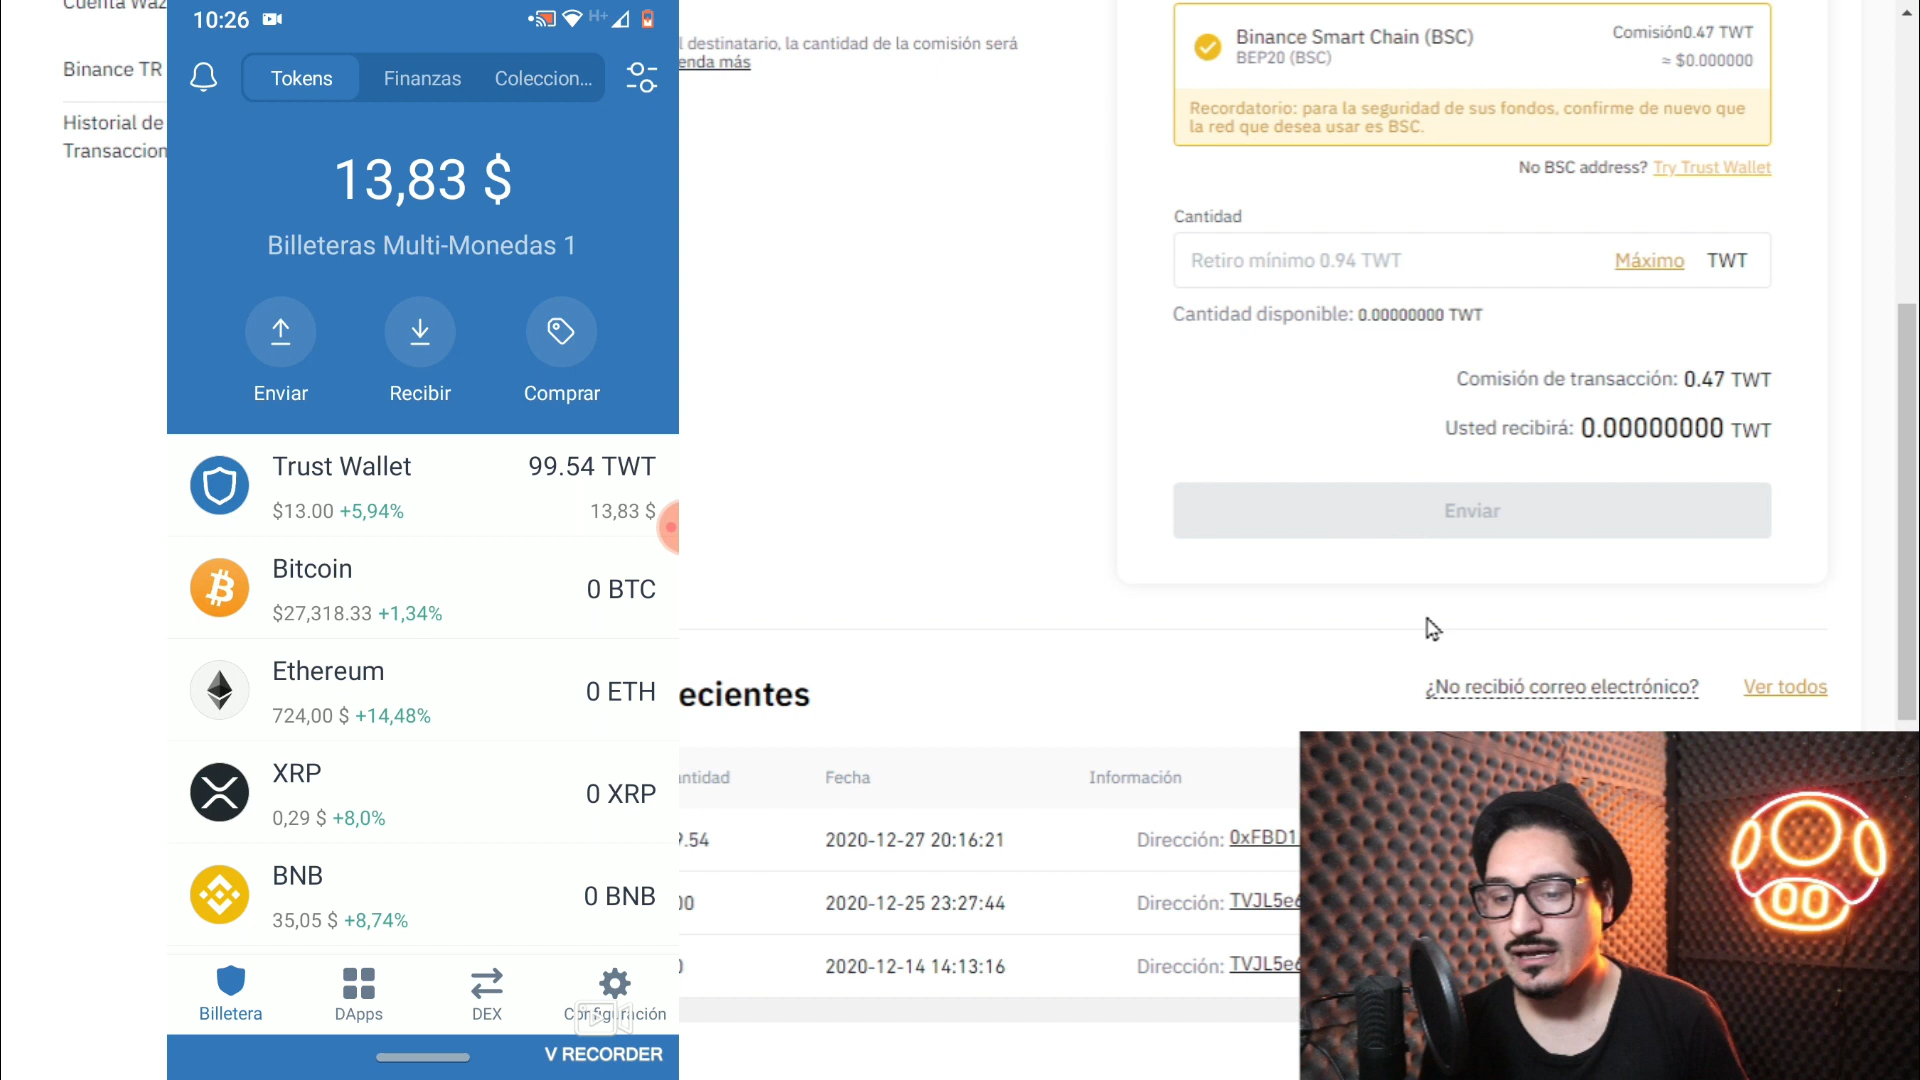 Cuenta Waz
Binance TR
Historial de
Transaccion
10:26
H+
Tokens
Finanzas
Coleccion...
13,83 $
Billeteras Multi-Monedas 1
Enviar
Recibir
Comprar
Trust Wallet
99.54 TWT
$13.00 +5,94%
13,83 $
Bitcoin
0 BTC
$27,318.33 +1,34%
Ethereum
0 ETH
724,00 $ +14,48%
XRP
0 XRP
0,29 $ +8,0%
BNB
0 BNB
35,05 $ +8,74%
Billetera
DApps
DEX
Configuración
V RECORDER
l destinatario, la cantidad de la comisión será
enda más
Binance Smart Chain (BSC)
Comisión0.47 TWT
BEP20 (BSC)
≈ $0.000000
Recordatorio: para la seguridad de sus fondos, confirme de nuevo que
la red que desea usar es BSC.
No BSC address? Try Trust Wallet
Cantidad
Retiro mínimo 0.94 TWT
Máximo
TWT
Cantidad disponible: 0.00000000 TWT
Comisión de transacción: 0.47 TWT
Usted recibirá: 0.00000000 TWT
Enviar
ecientes
¿No recibió correo electrónico?
Ver todos
antidad
Fecha
Información
9.54
2020-12-27 20:16:21
Dirección: 0xFBD1
00
2020-12-25 23:27:44
Dirección: TVJL5e6
0
2020-12-14 14:13:16
Dirección: TVJL5e6